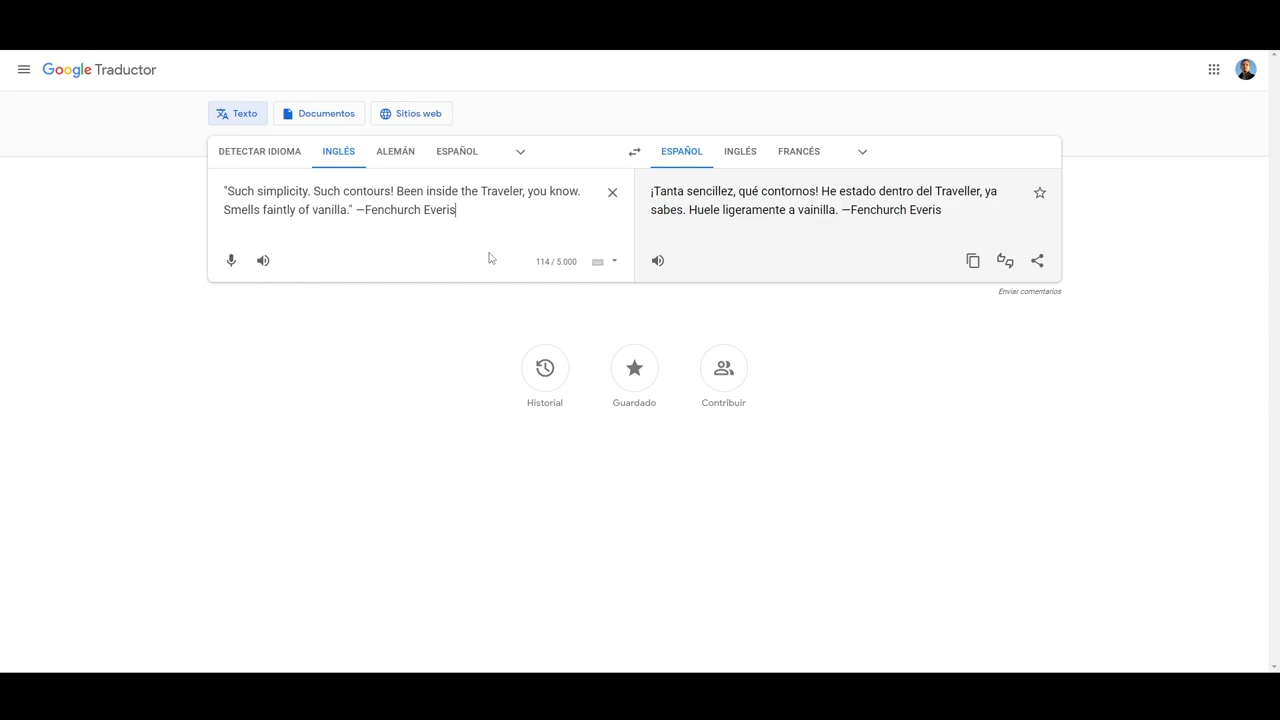 Google Traductor
Texto
Documentos
Sitios web
DETECTAR IDIOMA
INGLÉS
ALEMÁN
ESPAÑOL
ESPAÑOL
INGLÉS
FRANCÉS
"Such simplicity. Such contours! Been inside the Traveler, you know.
Smells faintly of vanilla." —Fenchurch Everis
¡Tanta sencillez, qué contornos! He estado dentro del Traveller, ya
sabes. Huele ligeramente a vainilla. —Fenchurch Everis
114 / 5.000
Enviar comentarios
Historial
Guardado
Contribuir